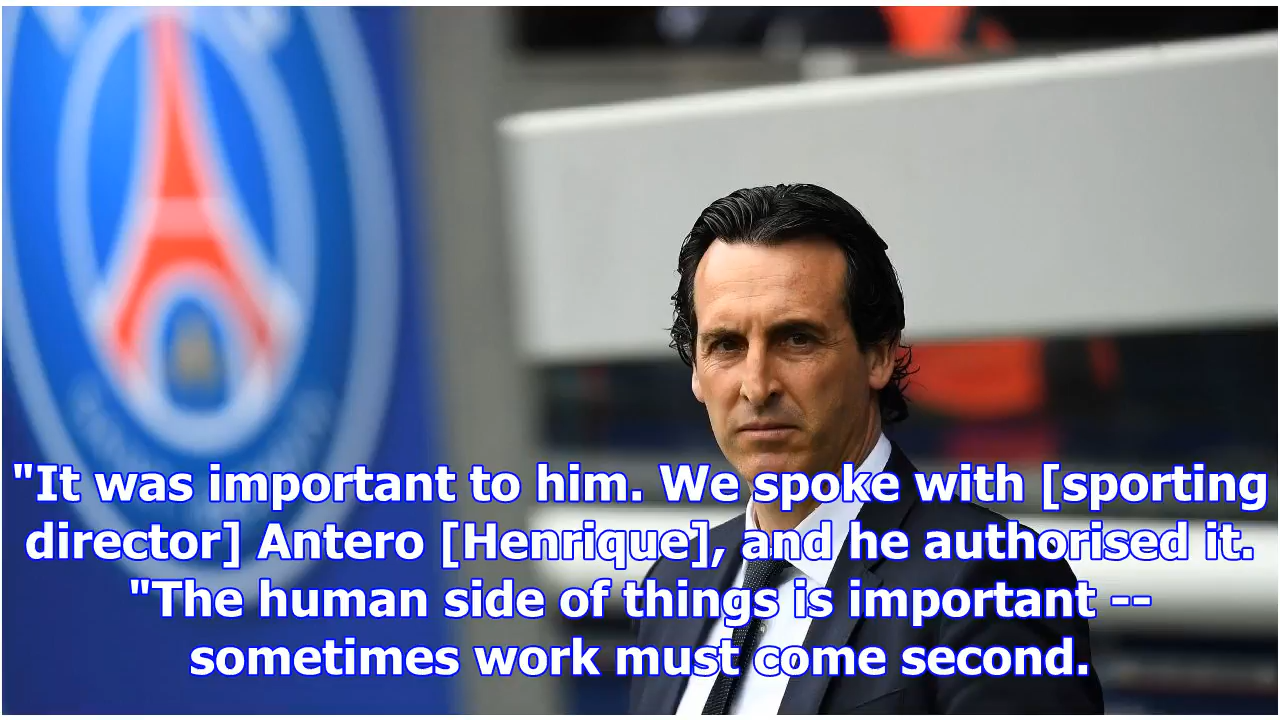 "It was important to him. We spoke with [sporting
director] Antero [Henrique], and he authorised it.
"The human side of things is important --
sometimes work must come second.